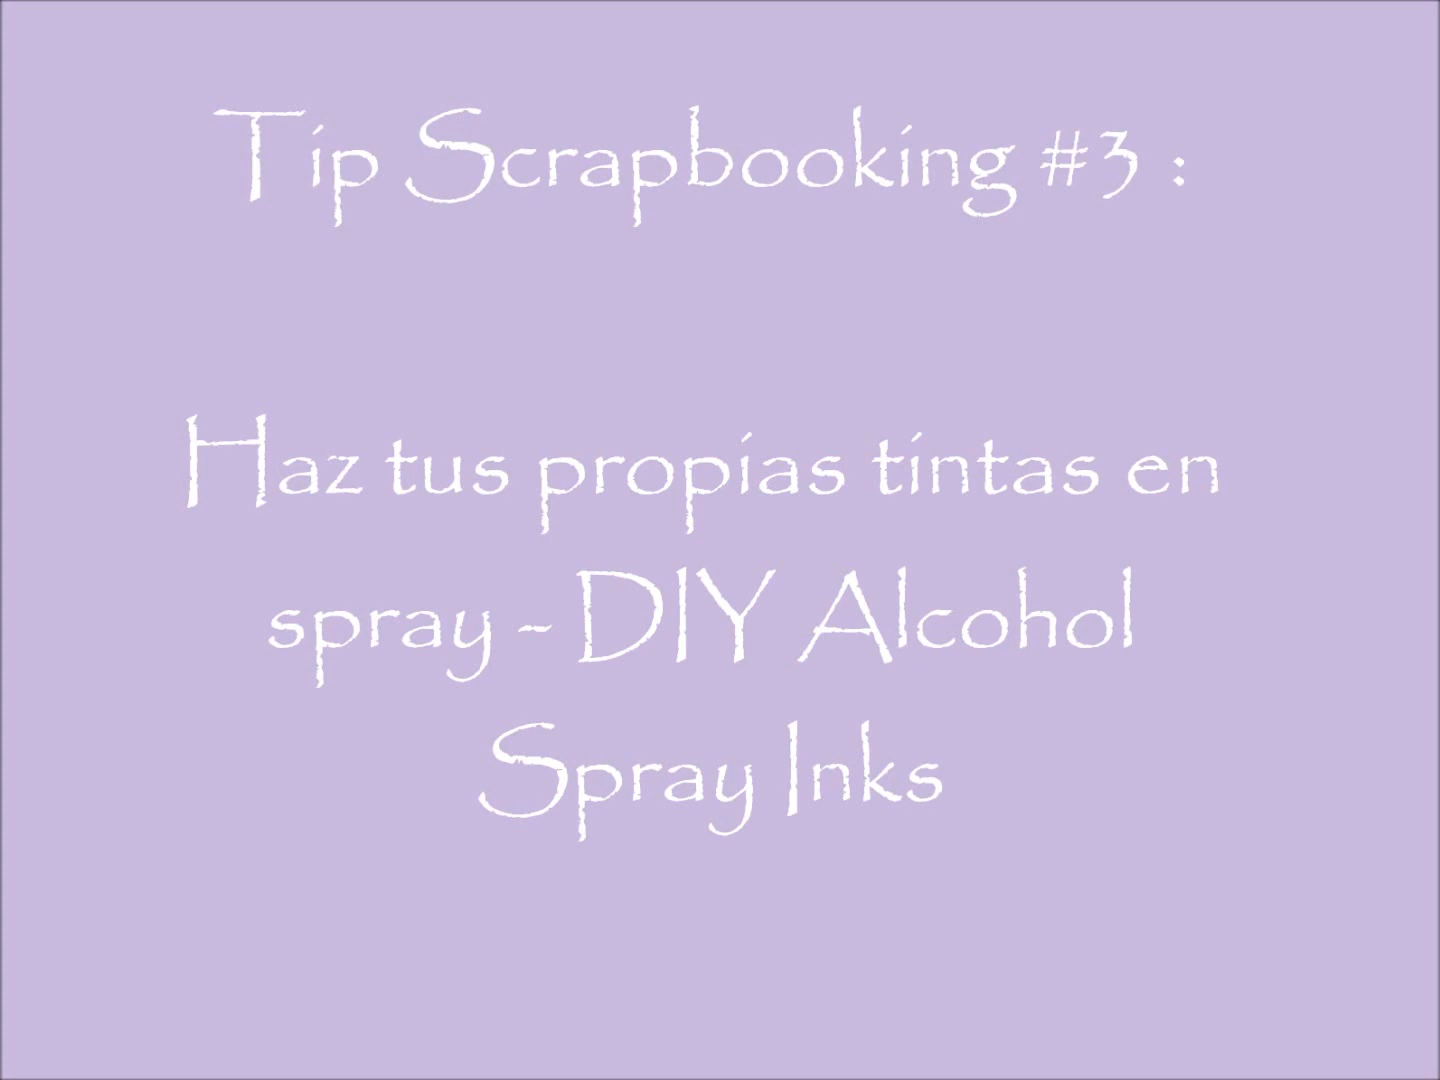 Tip Scrapbooking #3 :
Haz tus propias tintas en
spray - DIY Alcohol
Spray Inks